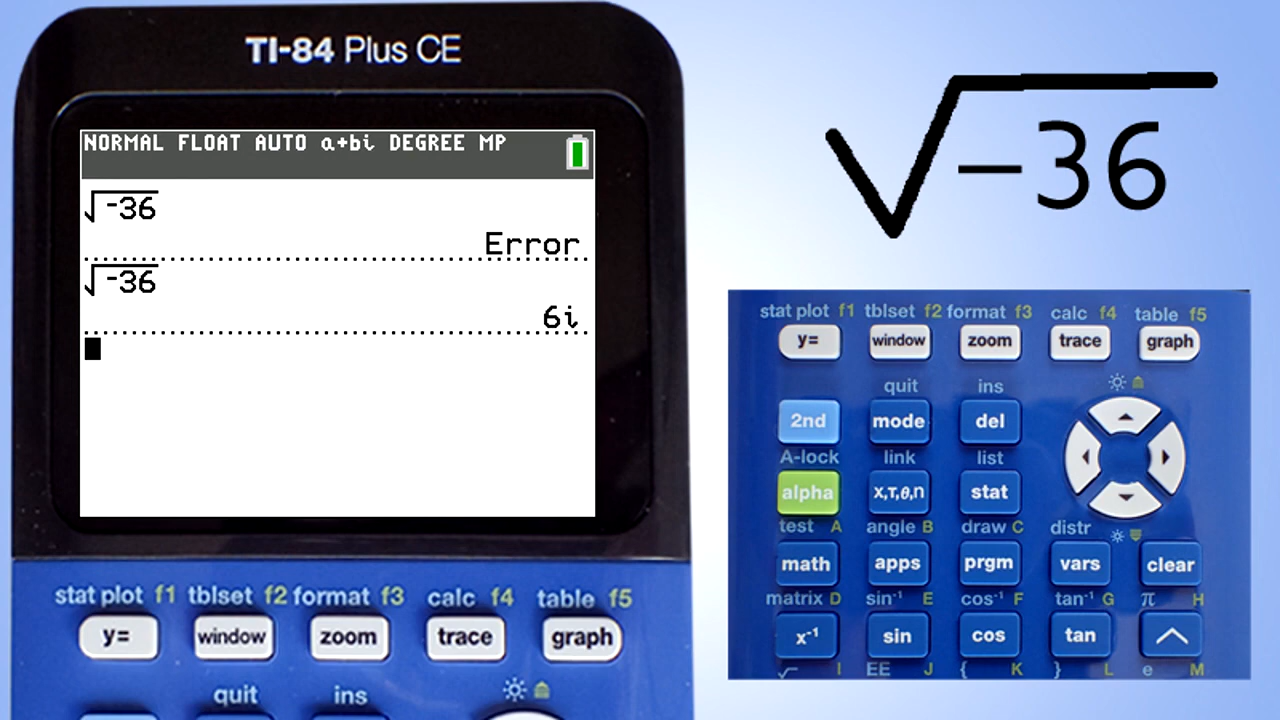 TI-84 Plus CE
NORMAL FLOAT AUTO a+bi DEGREE MP
√-36
Error
√-36
6i
stat plot f1 tblset f2 format f3 calc f4 table f5
y= window zoom trace graph
quit ins
√-36
stat plot f1 tblset f2 format f3 calc f4 table f5
y= window zoom trace graph
quit ins
2nd mode del
A-lock link list
alpha X,T,θ,n stat
test A angle B draw C distr
math apps prgm vars clear
matrix D sin⁻¹ E cos⁻¹ F tan⁻¹ G π H
x⁻¹ sin cos tan ^
√ I EE J { K } L e M